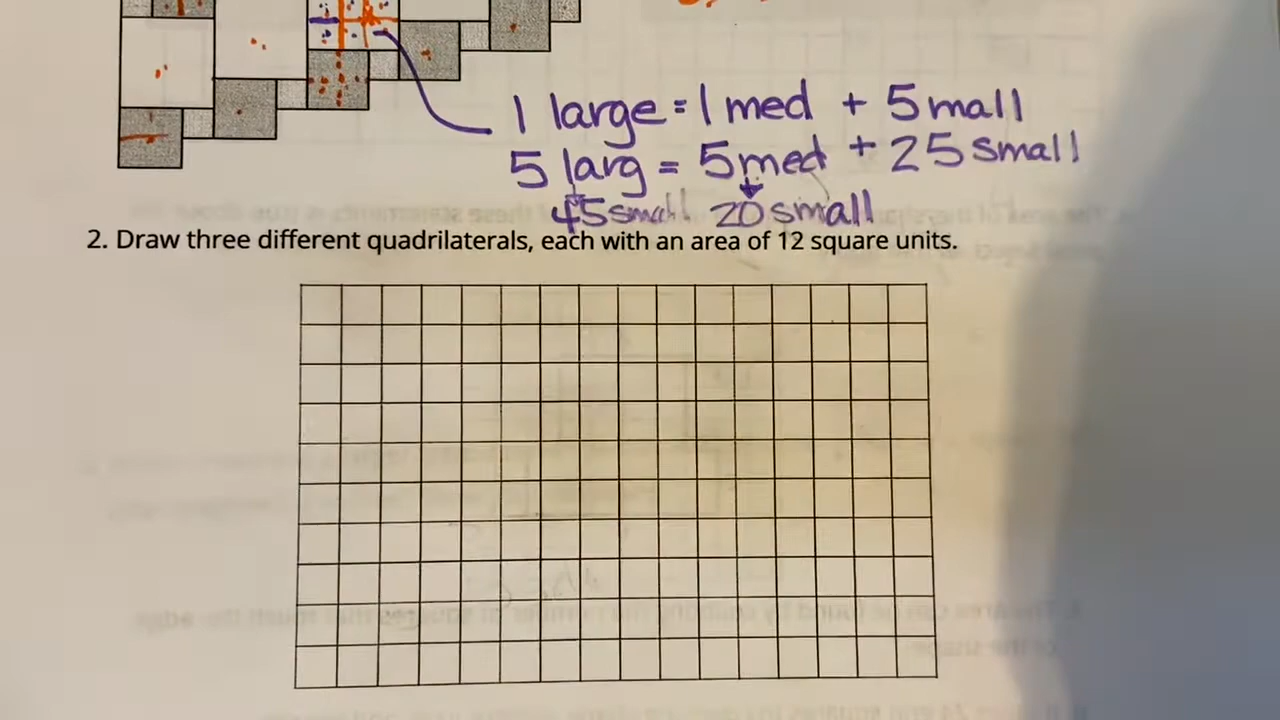 1 large = 1 med + 5 mall
5 larg = 5 med + 25 small
45 small 20 small
2. Draw three different quadrilaterals, each with an area of 12 square units.